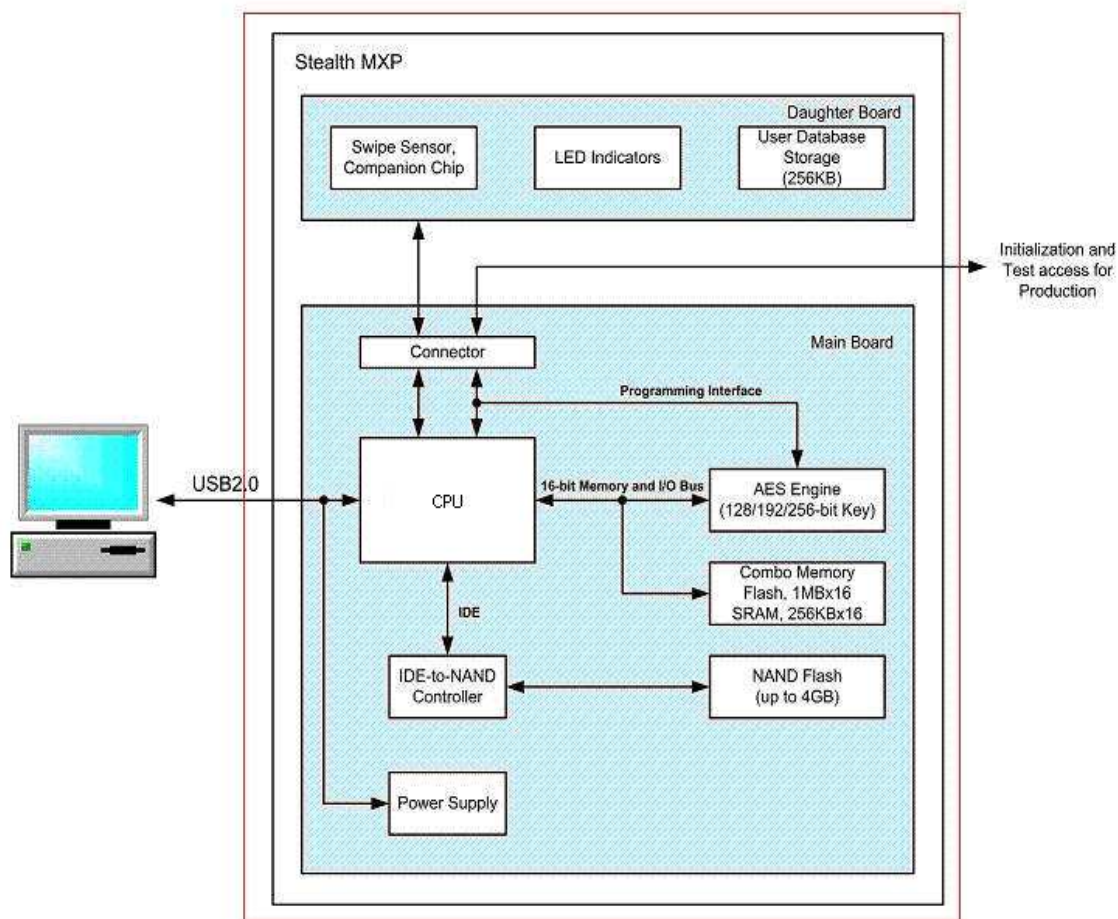 Stealth MXP
Daughter Board
Swipe Sensor,
Companion Chip
LED Indicators
User Database
Storage
(256KB)
Initialization and
Test access for
Production
Main Board
Connector
Programming Interface
USB2.0
CPU
16-bit Memory and I/O Bus
AES Engine
(128/192/256-bit Key)
Combo Memory
Flash, 1MBx16
SRAM, 256KBx16
IDE
IDE-to-NAND
Controller
NAND Flash
(up to 4GB)
Power Supply